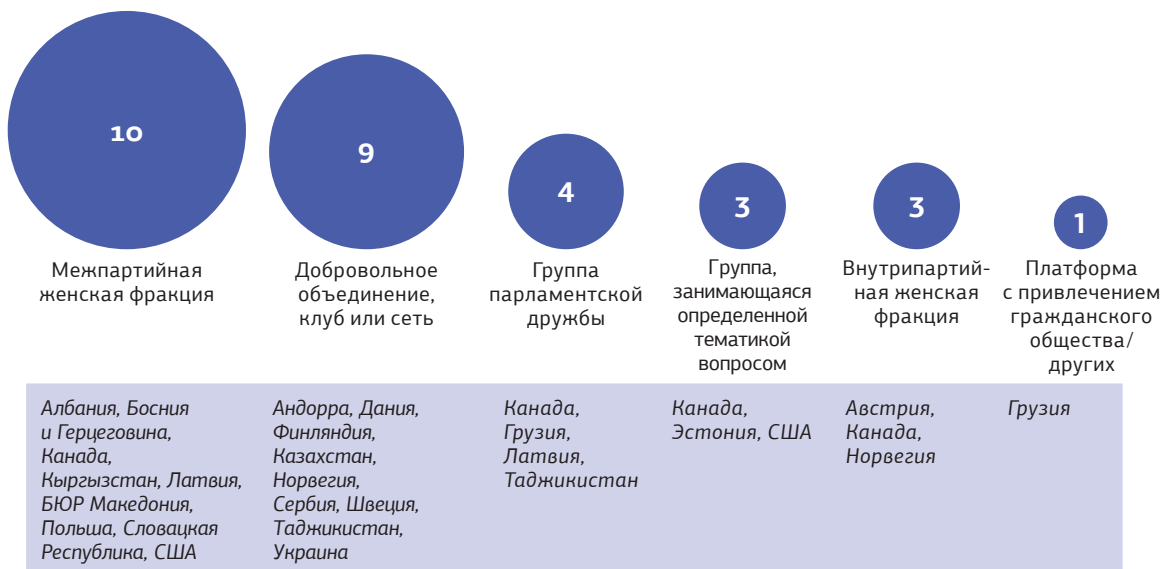 10
9
4
3
3
1
Межпартийная
женская фракция
Добровольное
объединение,
клуб или сеть
Группа
парламентской
дружбы
Группа,
занимающаяся
определенной
тематикой
вопросом
Внутрипартий-
ная женская
фракция
Платформа
с привлечением
гражданского
общества/
других
Албания, Босния
и Герцеговина,
Канада,
Кыргызстан, Латвия,
БЮР Македония,
Польша, Словацкая
Республика, США
Андорра, Дания,
Финляндия,
Казахстан,
Норвегия,
Сербия, Швеция,
Таджикистан,
Украина
Канада,
Грузия,
Латвия,
Таджикистан
Канада,
Эстония, США
Австрия,
Канада,
Норвегия
Грузия